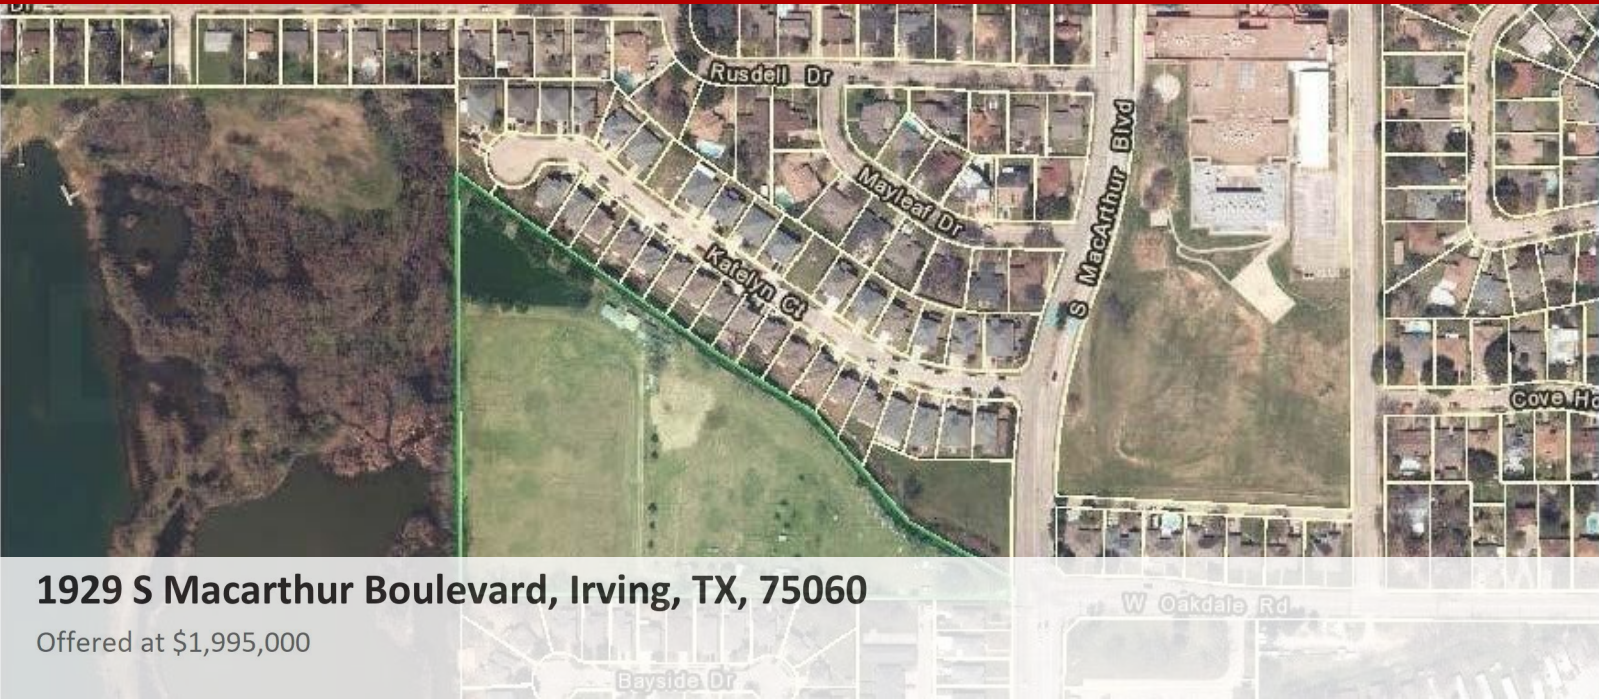 Dr
Rusdell Dr
Mayleaf Dr
S MacArthur Blvd
Katelyn Ct
Cove
1929 S Macarthur Boulevard, Irving, TX, 75060
W Oakdale Rd
Offered at $1,995,000
Bayside Dr